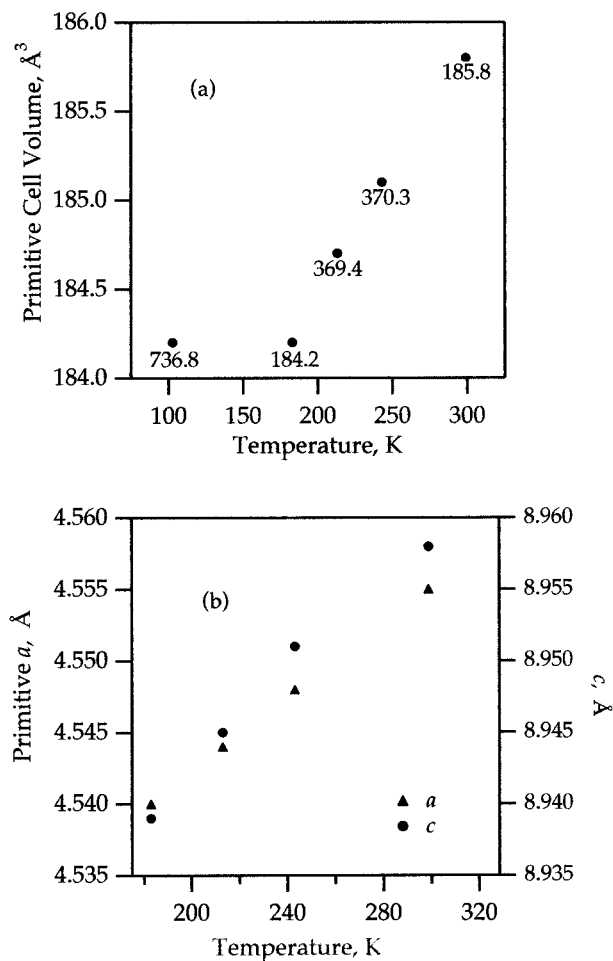 186.0
185.5
185.0
184.5
184.0
Primitive Cell Volume, Å³
(a)
185.8
370.3
369.4
736.8
184.2
100 150 200 250 300
Temperature, K
4.560
4.555
4.550
4.545
4.540
4.535
Primitive a, Å
(b)
a
c
8.960
8.955
8.950
8.945
8.940
8.935
c, Å
200 240 280 320
Temperature, K